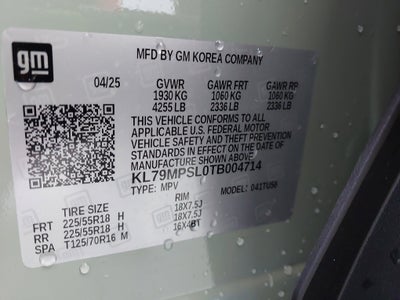 gm
MFD BY GM KOREA COMPANY
04/25 GVWR GAWR FRT GAWR RR
1930 KG 1060 KG 1060 KG
4255 LB 2336 LB 2336 LB
THIS VEHICLE CONFORMS TO ALL
APPLICABLE U.S. FEDERAL MOTOR
VEHICLE SAFETY AND THEFT PREVENTION
STANDARDS IN EFFECT ON THE DATE OF
MANUFACTURE SHOWN ABOVE.
KL79MPSL0TB004714
TYPE: MPV MODEL: 041TU58
TIRE SIZE RIM
FRT 225/55R18 H 18X7.5J
RR 225/55R18 H 18X7.5J
SPA T125/70R16 M 16X4BT